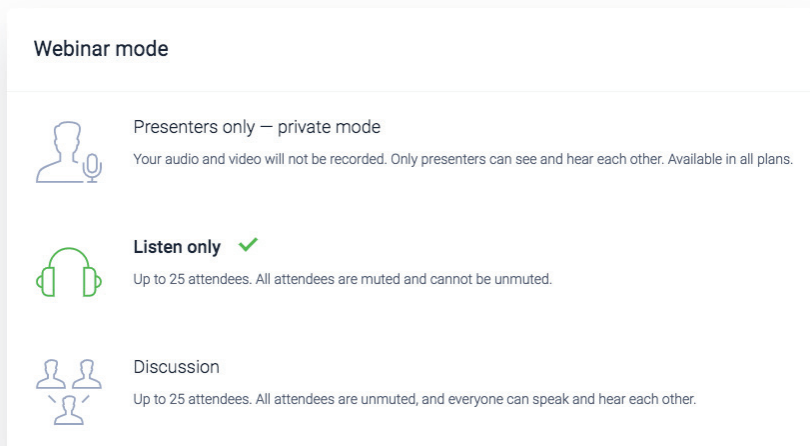 Webinar mode
Presenters only — private mode
Your audio and video will not be recorded. Only presenters can see and hear each other. Available in all plans.
Listen only
Up to 25 attendees. All attendees are muted and cannot be unmuted.
Discussion
Up to 25 attendees. All attendees are unmuted, and everyone can speak and hear each other.